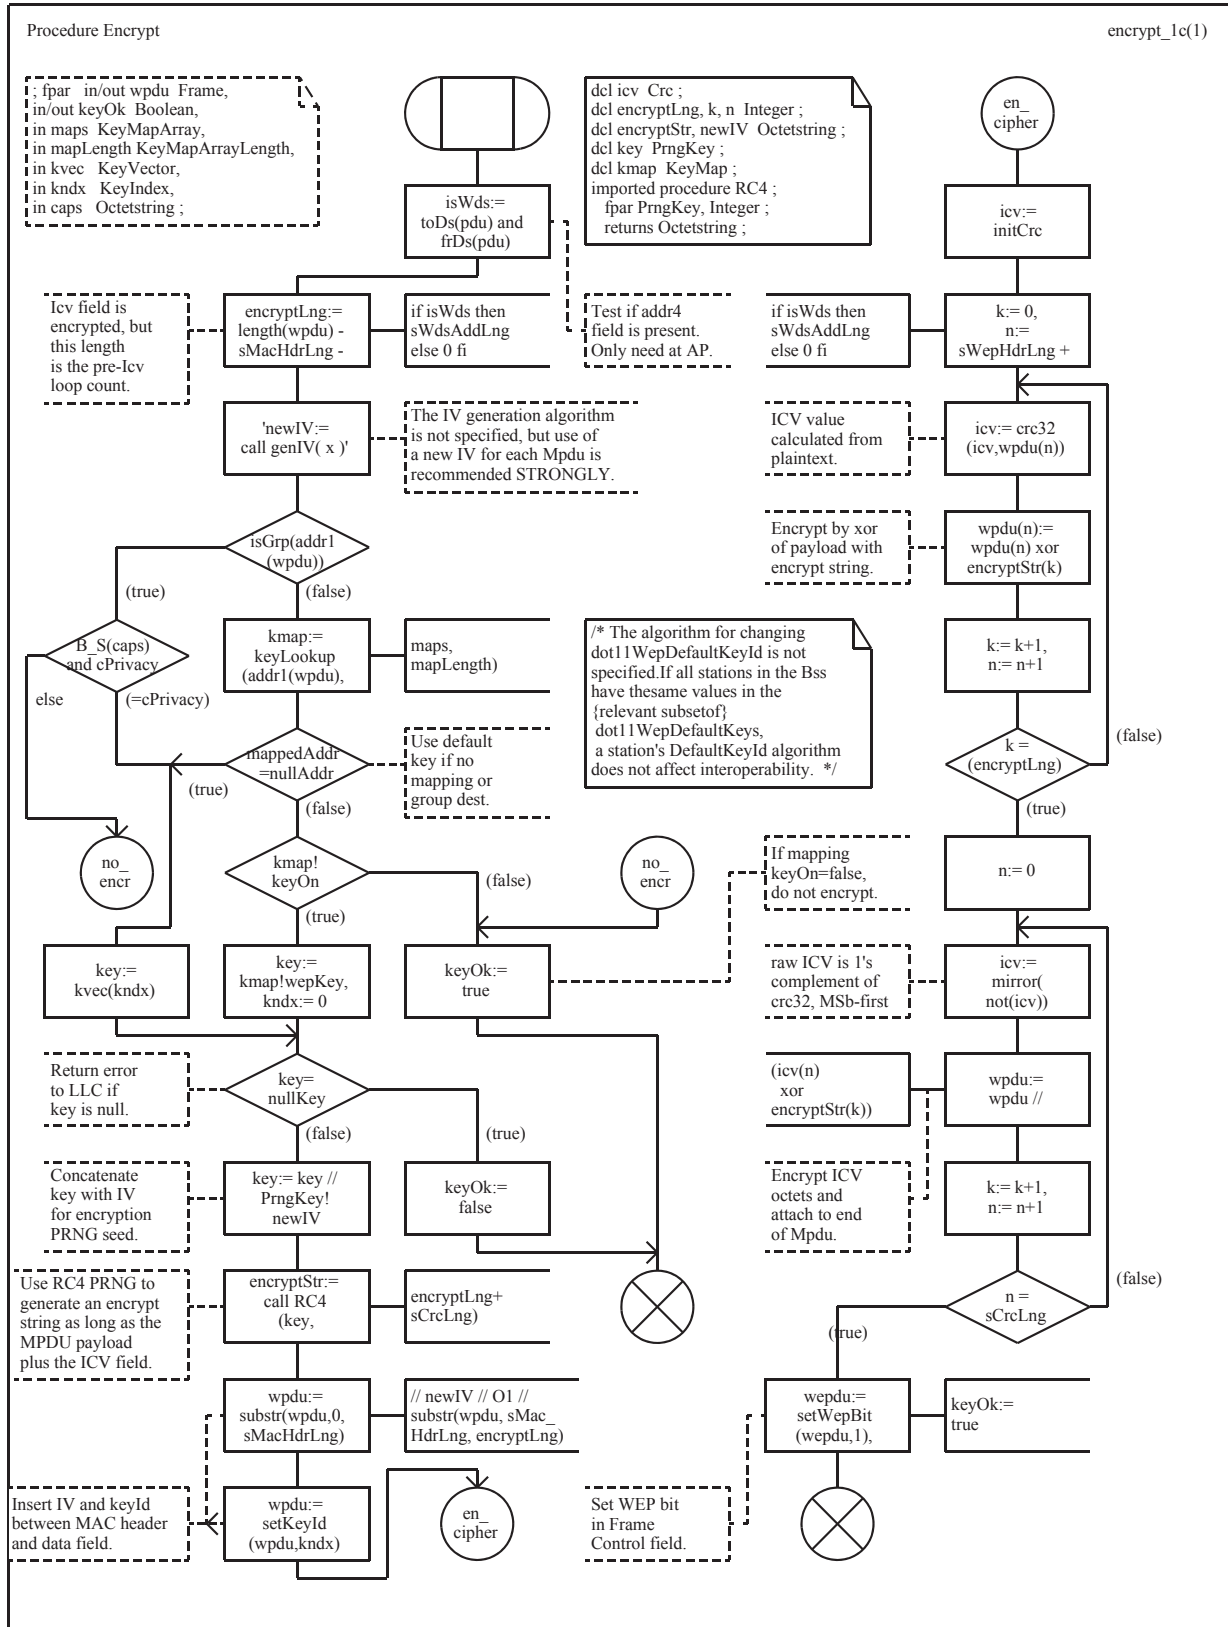 Procedure Encrypt
encrypt_1c(1)
; fpar in/out wpdu Frame,
in/out keyOk Boolean,
in maps KeyMapArray,
in mapLength KeyMapArrayLength,
in kvec KeyVector,
in kndx KeyIndex,
in caps Octetstring ;
dcl icv Crc ;
dcl encryptLng, k, n Integer ;
dcl encryptStr, newIV Octetstring ;
dcl key PrngKey ;
dcl kmap KeyMap ;
imported procedure RC4 ;
fpar PrngKey, Integer ;
returns Octetstring ;
en_
cipher
isWds:=
toDs(pdu) and
frDs(pdu)
icv:=
initCrc
Icv field is
encrypted, but
this length
is the pre-Icv
loop count.
encryptLng:=
length(wpdu) -
sMacHdrLng -
if isWds then
sWdsAddLng
else 0 fi
Test if addr4
field is present.
Only need at AP.
if isWds then
sWdsAddLng
else 0 fi
k:= 0,
n:=
sWepHdrLng +
'newIV:=
call genIV( x )'
The IV generation algorithm
is not specified, but use of
a new IV for each Mpdu is
recommended STRONGLY.
ICV value
calculated from
plaintext.
icv:= crc32
(icv,wpdu(n))
isGrp(addr1
(wpdu))
(true)
(false)
Encrypt by xor
of payload with
encrypt string.
wpdu(n):=
wpdu(n) xor
encryptStr(k)
B_S(caps)
and cPrivacy
else
(=cPrivacy)
kmap:=
keyLookup
(addr1(wpdu),
maps,
mapLength)
/* The algorithm for changing
dot11WepDefaultKeyId is not
specified.If all stations in the Bss
have thesame values in the
{relevant subsetof}
dot11WepDefaultKeys,
a station's DefaultKeyId algorithm
does not affect interoperability. */
k:= k+1,
n:= n+1
mappedAddr
=nullAddr
(true)
(false)
Use default
key if no
mapping or
group dest.
k =
(encryptLng)
(false)
(true)
no_
encr
kmap!
keyOn
(false)
(true)
no_
encr
If mapping
keyOn=false,
do not encrypt.
n:= 0
key:=
kvec(kndx)
key:=
kmap!wepKey,
kndx:= 0
keyOk:=
true
raw ICV is 1's
complement of
crc32, MSb-first
icv:=
mirror(
not(icv))
Return error
to LLC if
key is null.
key=
nullKey
(false)
(true)
(icv(n)
xor
encryptStr(k))
wpdu:=
wpdu //
Concatenate
key with IV
for encryption
PRNG seed.
key:= key //
PrngKey!
newIV
keyOk:=
false
Encrypt ICV
octets and
attach to end
of Mpdu.
k:= k+1,
n:= n+1
Use RC4 PRNG to
generate an encrypt
string as long as the
MPDU payload
plus the ICV field.
encryptStr:=
call RC4
(key,
encryptLng+
sCrcLng)
n =
sCrcLng
(false)
(true)
wpdu:=
substr(wpdu,0,
sMacHdrLng)
// newIV // O1 //
substr(wpdu, sMac_
HdrLng, encryptLng)
wepdu:=
setWepBit
(wepdu,1),
keyOk:=
true
Insert IV and keyId
between MAC header
and data field.
wpdu:=
setKeyId
(wpdu,kndx)
en_
cipher
Set WEP bit
in Frame
Control field.